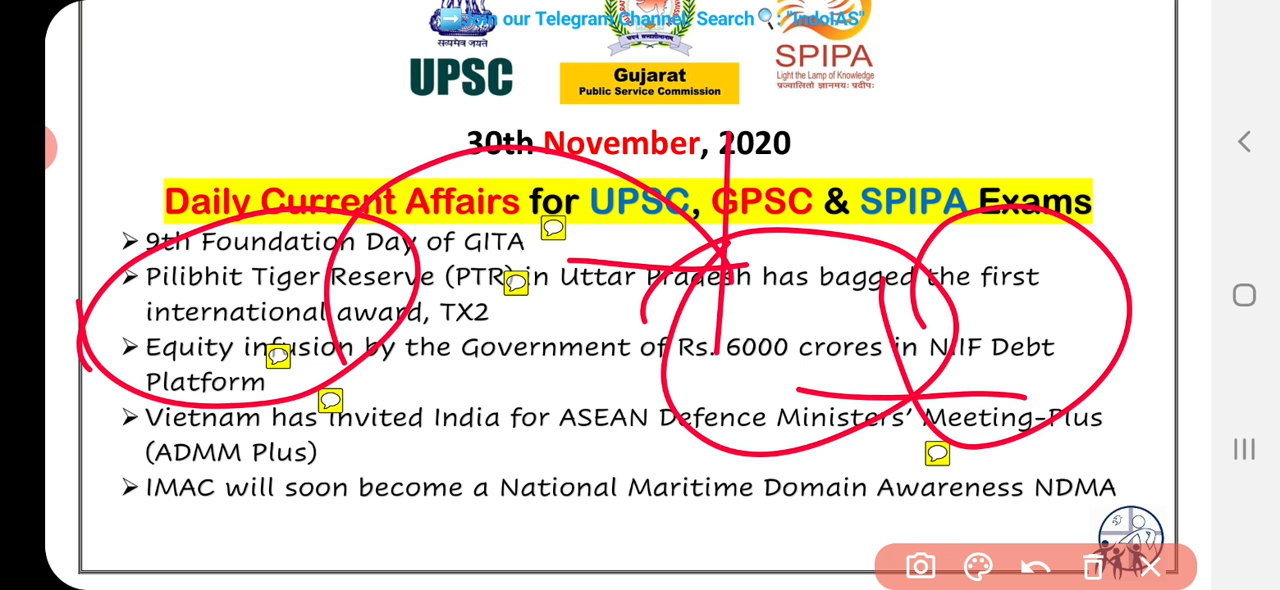 ➡Join our Telegram Channel, Search🔍: "IndoIAS"
सत्यमेव जयते
UPSC
Gujarat
Public Service Commission
SPIPA
Light the Lamp of Knowledge
प्रज्वालितो ज्ञानमयः प्रदीपः
30th November, 2020
Daily Current Affairs for UPSC, GPSC & SPIPA Exams
➢ 9th Foundation Day of GITA
➢ Pilibhit Tiger Reserve (PTR) in Uttar Pradesh has bagged the first
international award, TX2
➢ Equity infusion by the Government of Rs. 6000 crores in NIIF Debt
Platform
➢ Vietnam has invited India for ASEAN Defence Ministers’ Meeting-Plus
(ADMM Plus)
➢ IMAC will soon become a National Maritime Domain Awareness NDMA